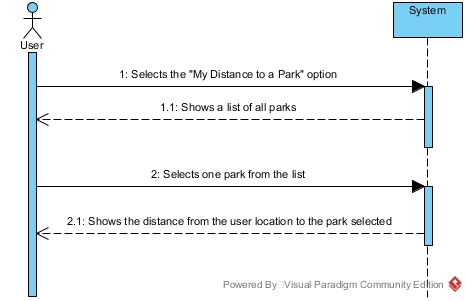 System
User
1: Selects the "My Distance to a Park" option
1.1: Shows a list of all parks
2: Selects one park from the list
2.1: Shows the distance from the user location to the park selected
Powered By Visual Paradigm Community Edition